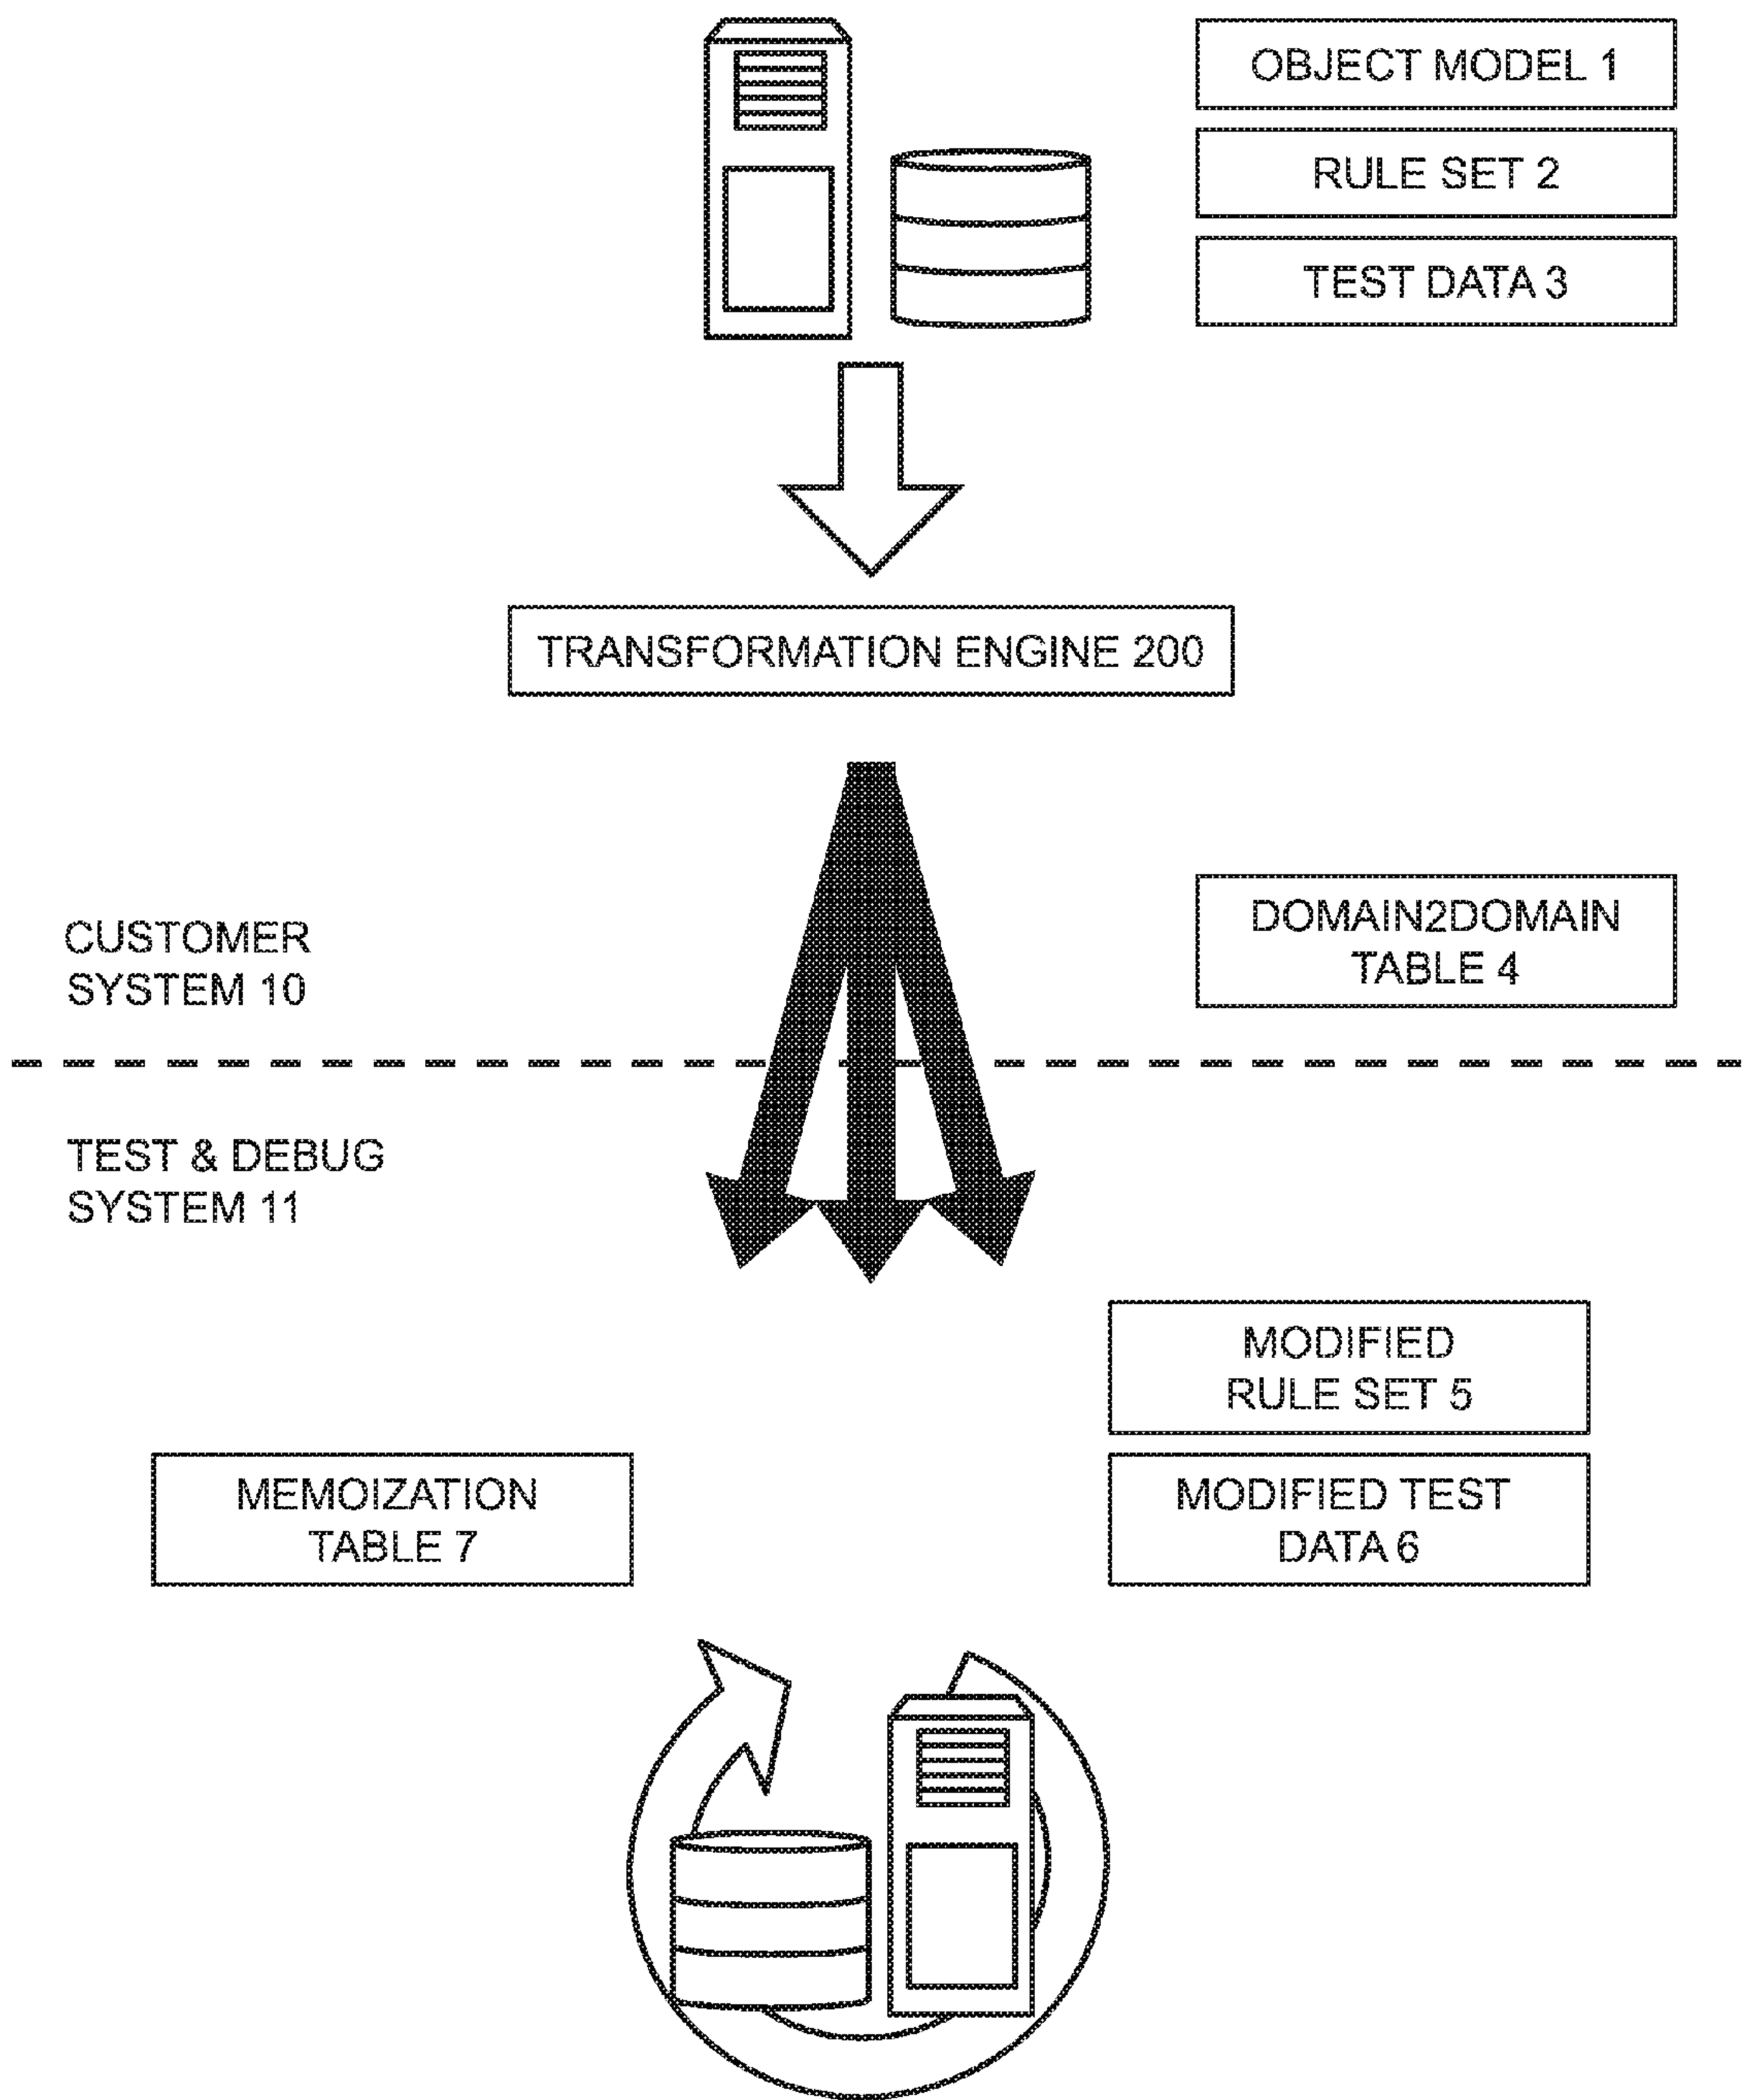 OBJECT MODEL 1
RULE SET 2
TEST DATA 3
TRANSFORMATION ENGINE 200
CUSTOMER
SYSTEM 10
DOMAIN2DOMAIN
TABLE 4
TEST & DEBUG
SYSTEM 11
MODIFIED
RULE SET 5
MEMOIZATION
TABLE 7
MODIFIED TEST
DATA 6